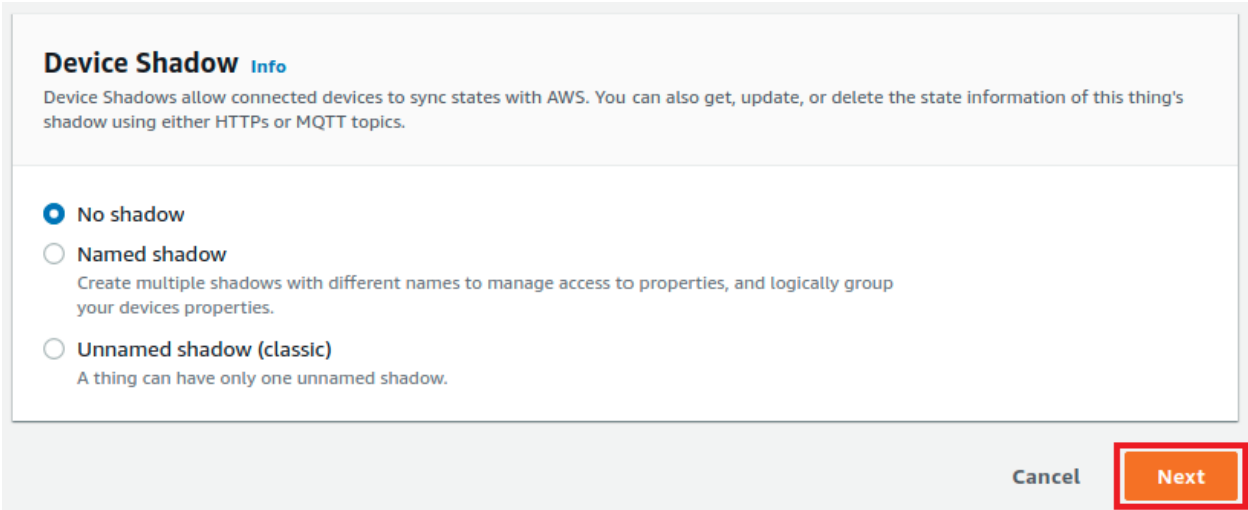 Device Shadow Info
Device Shadows allow connected devices to sync states with AWS. You can also get, update, or delete the state information of this thing's
shadow using either HTTPs or MQTT topics.
No shadow
Named shadow
Create multiple shadows with different names to manage access to properties, and logically group
your devices properties.
Unnamed shadow (classic)
A thing can have only one unnamed shadow.
Cancel Next